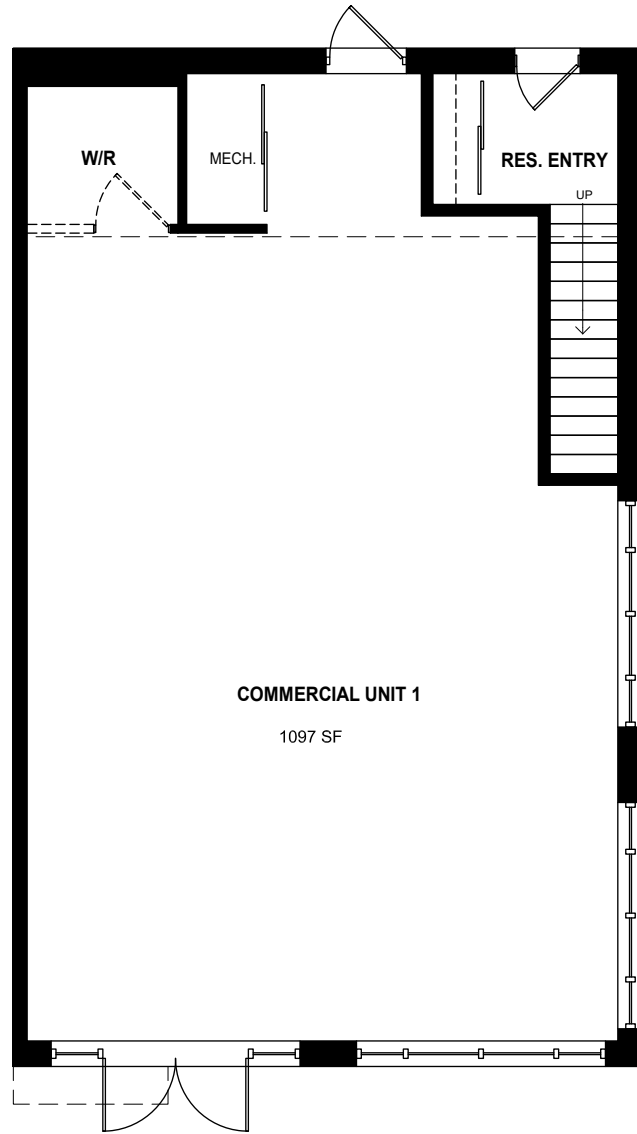 W/R
MECH.
RES. ENTRY
UP
COMMERCIAL UNIT 1
1097 SF